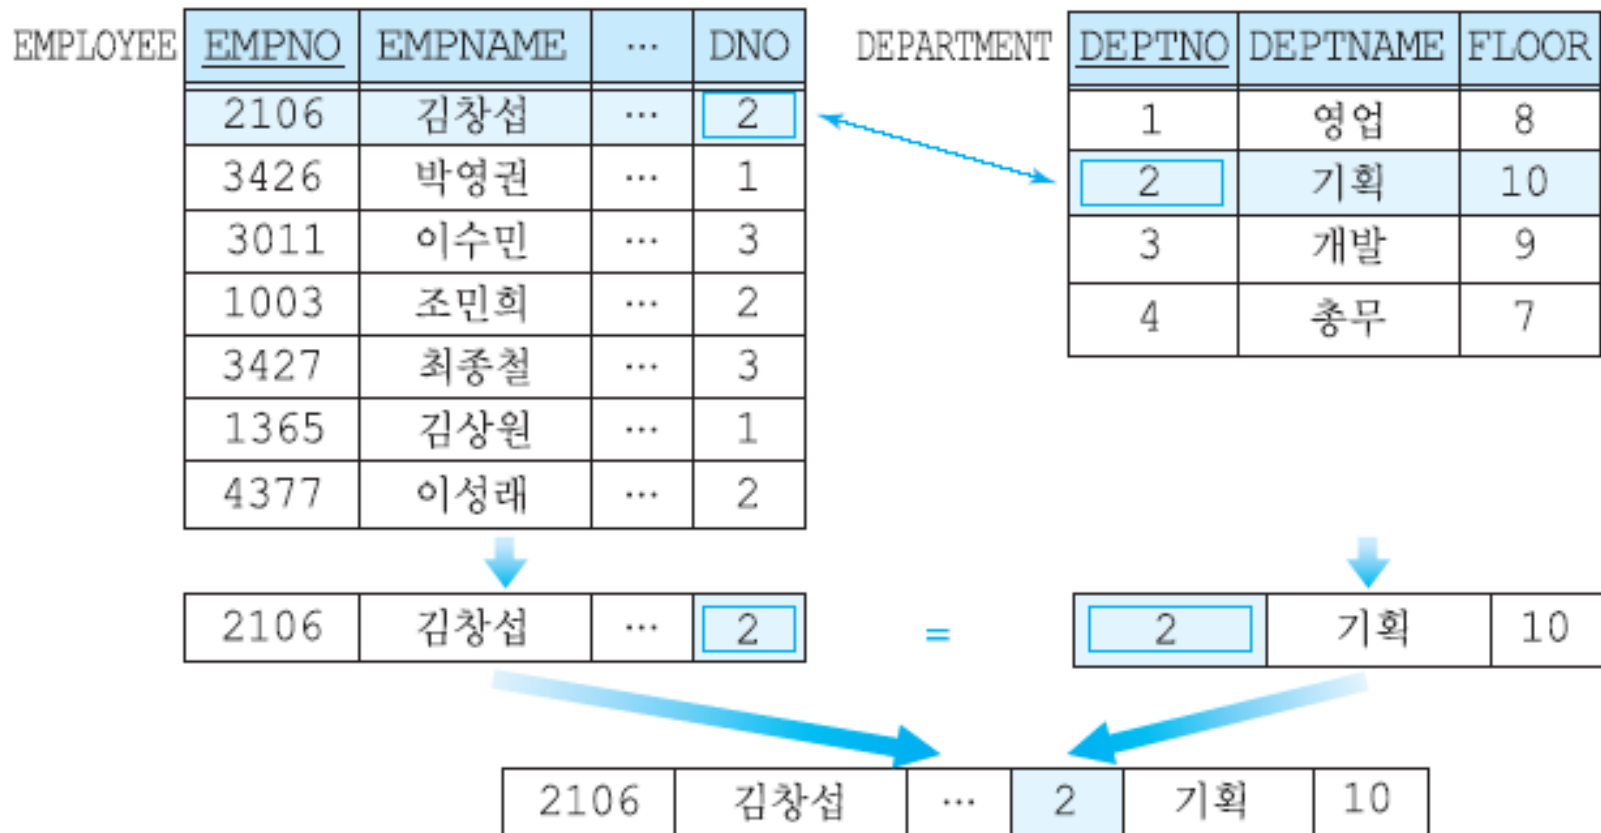 EMPLOYEE EMPNO EMPNAME … DNO
2106 김창섭 … 2
3426 박영권 … 1
3011 이수민 … 3
1003 조민희 … 2
3427 최종철 … 3
1365 김상원 … 1
4377 이성래 … 2
DEPARTMENT DEPTNO DEPTNAME FLOOR
1 영업 8
2 기획 10
3 개발 9
4 총무 7
2106 김창섭 … 2 = 2 기획 10
2106 김창섭 … 2 기획 10